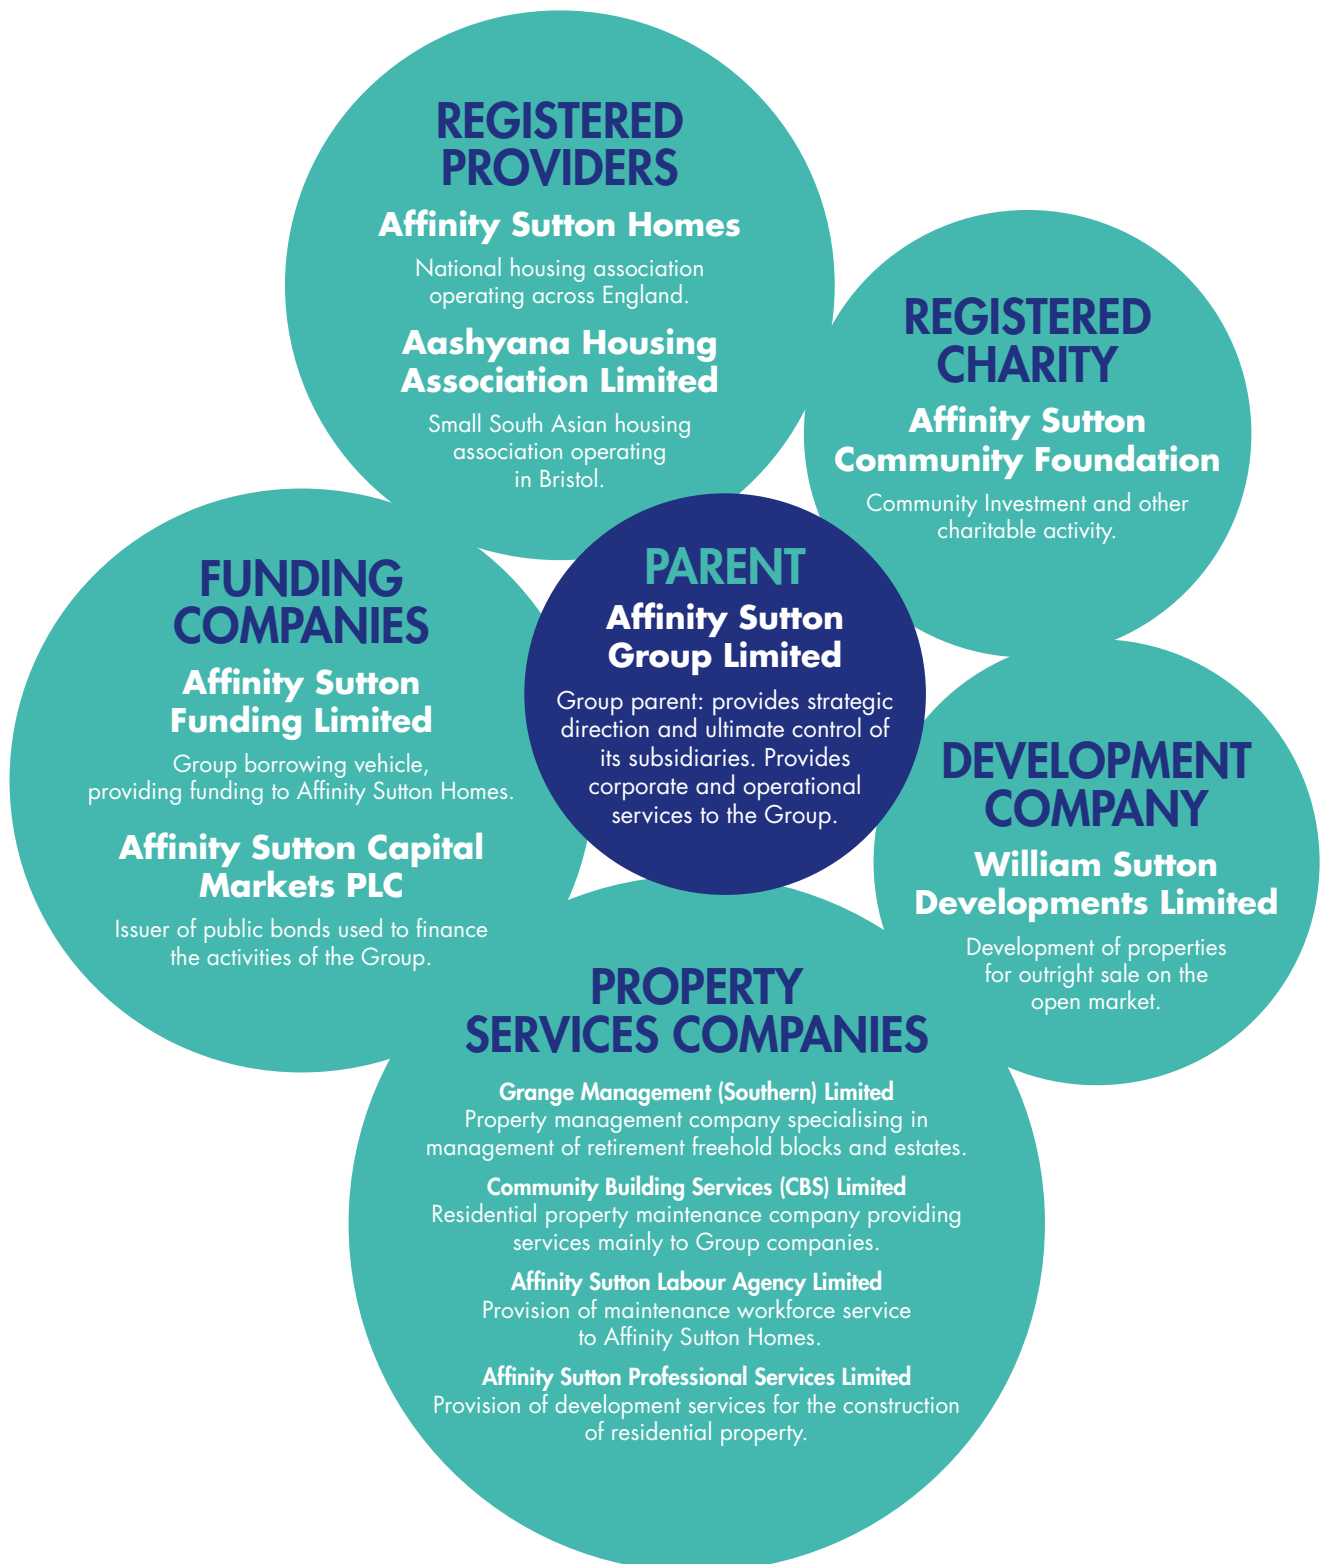 REGISTERED
PROVIDERS
Affinity Sutton Homes
National housing association
operating across England.
Aashyana Housing
Association Limited
Small South Asian housing
association operating
in Bristol.
REGISTERED
CHARITY
Affinity Sutton
Community Foundation
Community Investment and other
charitable activity.
PARENT
Affinity Sutton
Group Limited
Group parent: provides strategic
direction and ultimate control of
its subsidiaries. Provides
corporate and operational
services to the Group.
FUNDING
COMPANIES
Affinity Sutton
Funding Limited
Group borrowing vehicle,
providing funding to Affinity Sutton Homes.
Affinity Sutton Capital
Markets PLC
Issuer of public bonds used to finance
the activities of the Group.
DEVELOPMENT
COMPANY
William Sutton
Developments Limited
Development of properties
for outright sale on the
open market.
PROPERTY
SERVICES COMPANIES
Grange Management (Southern) Limited
Property management company specialising in
management of retirement freehold blocks and estates.
Community Building Services (CBS) Limited
Residential property maintenance company providing
services mainly to Group companies.
Affinity Sutton Labour Agency Limited
Provision of maintenance workforce service
to Affinity Sutton Homes.
Affinity Sutton Professional Services Limited
Provision of development services for the construction
of residential property.